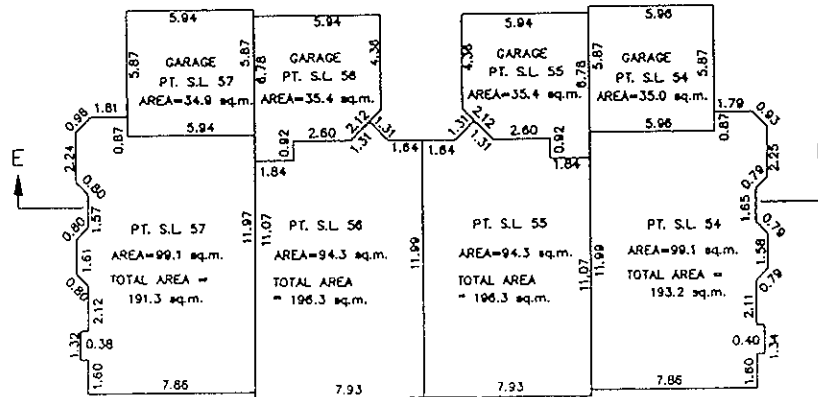 5.94
5.94
5.96
GARAGE
PT. S.L. 57
AREA=34.9 sq.m.
5.87
5.87
6.78
GARAGE
PT. S.L. 56
AREA=35.4 sq.m.
4.36
4.36
GARAGE
PT. S.L. 55
AREA=35.4 sq.m.
6.78
5.87
GARAGE
PT. S.L. 54
AREA=35.0 sq.m.
5.87
0.98
1.81
0.87
5.94
0.92
2.60
2.12
1.31
1.31
1.64
1.64
1.31
2.12
1.31
2.60
0.92
5.96
1.79
0.87
0.93
2.24
1.84
1.84
2.25
E
0.80
0.79
1.57
1.65
0.80
0.79
1.61
1.58
0.80
0.79
PT. S.L. 57
AREA=99.1 sq.m.
TOTAL AREA =
191.3 sq.m.
11.97
11.07
PT. S.L. 56
AREA=94.3 sq.m.
TOTAL AREA
= 196.3 sq.m.
11.99
PT. S.L. 55
AREA=94.3 sq.m.
TOTAL AREA
= 196.3 sq.m.
11.07
11.99
PT. S.L. 54
AREA=99.1 sq.m.
TOTAL AREA =
193.2 sq.m.
2.12
2.11
1.32
0.38
0.40
1.34
1.60
7.86
7.93
7.93
7.86
1.60